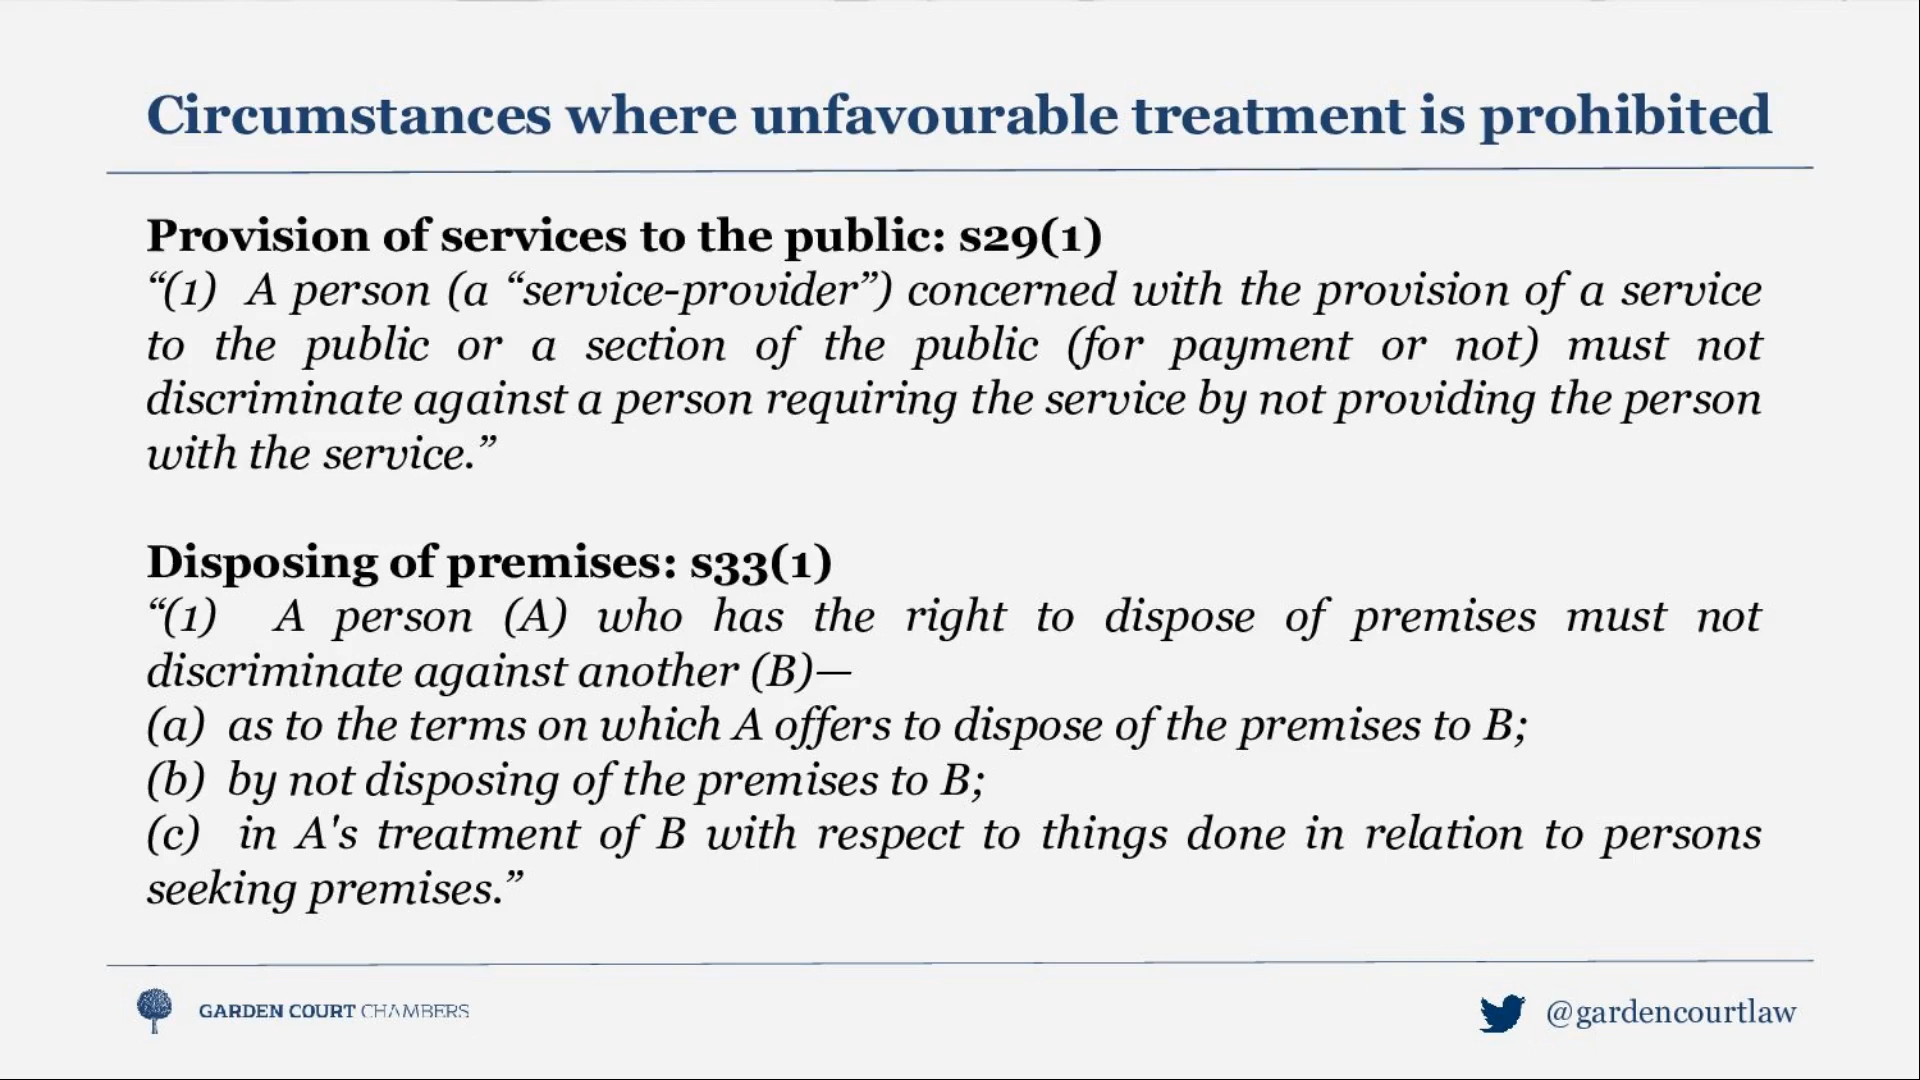 Circumstances where unfavourable treatment is prohibited
Provision of services to the public: s29(1)
“(1) A person (a “service-provider”) concerned with the provision of a service
to the public or a section of the public (for payment or not) must not
discriminate against a person requiring the service by not providing the person
with the service.”
Disposing of premises: s33(1)
“(1) A person (A) who has the right to dispose of premises must not
discriminate against another (B)—
(a) as to the terms on which A offers to dispose of the premises to B;
(b) by not disposing of the premises to B;
(c) in A's treatment of B with respect to things done in relation to persons
seeking premises.”
GARDEN COURT CHAMBERS
@gardencourtlaw